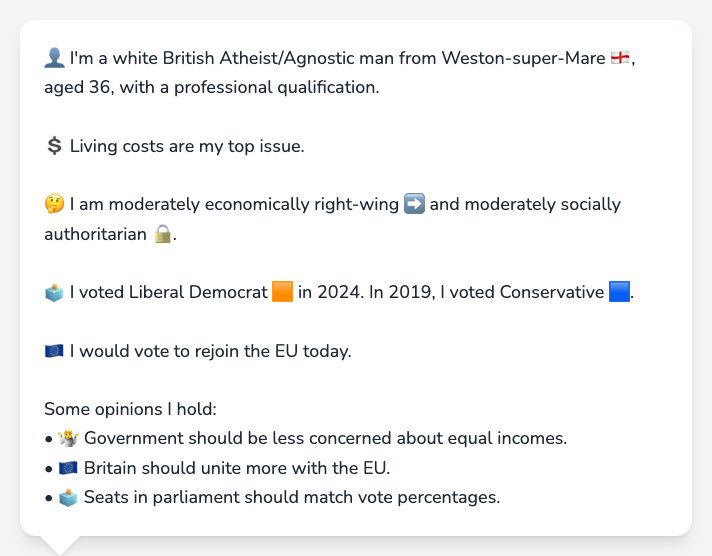 👤 I'm a white British Atheist/Agnostic man from Weston-super-Mare 🏴󠁧󠁢󠁥󠁮󠁧󠁿,
aged 36, with a professional qualification.
💲 Living costs are my top issue.
🤔 I am moderately economically right-wing ➡️ and moderately socially
authoritarian 🔒.
🗳️ I voted Liberal Democrat 🟧 in 2024. In 2019, I voted Conservative 🟦.
🇪🇺 I would vote to rejoin the EU today.
Some opinions I hold:
• 🤷 Government should be less concerned about equal incomes.
• 🇪🇺 Britain should unite more with the EU.
• 🗳️ Seats in parliament should match vote percentages.